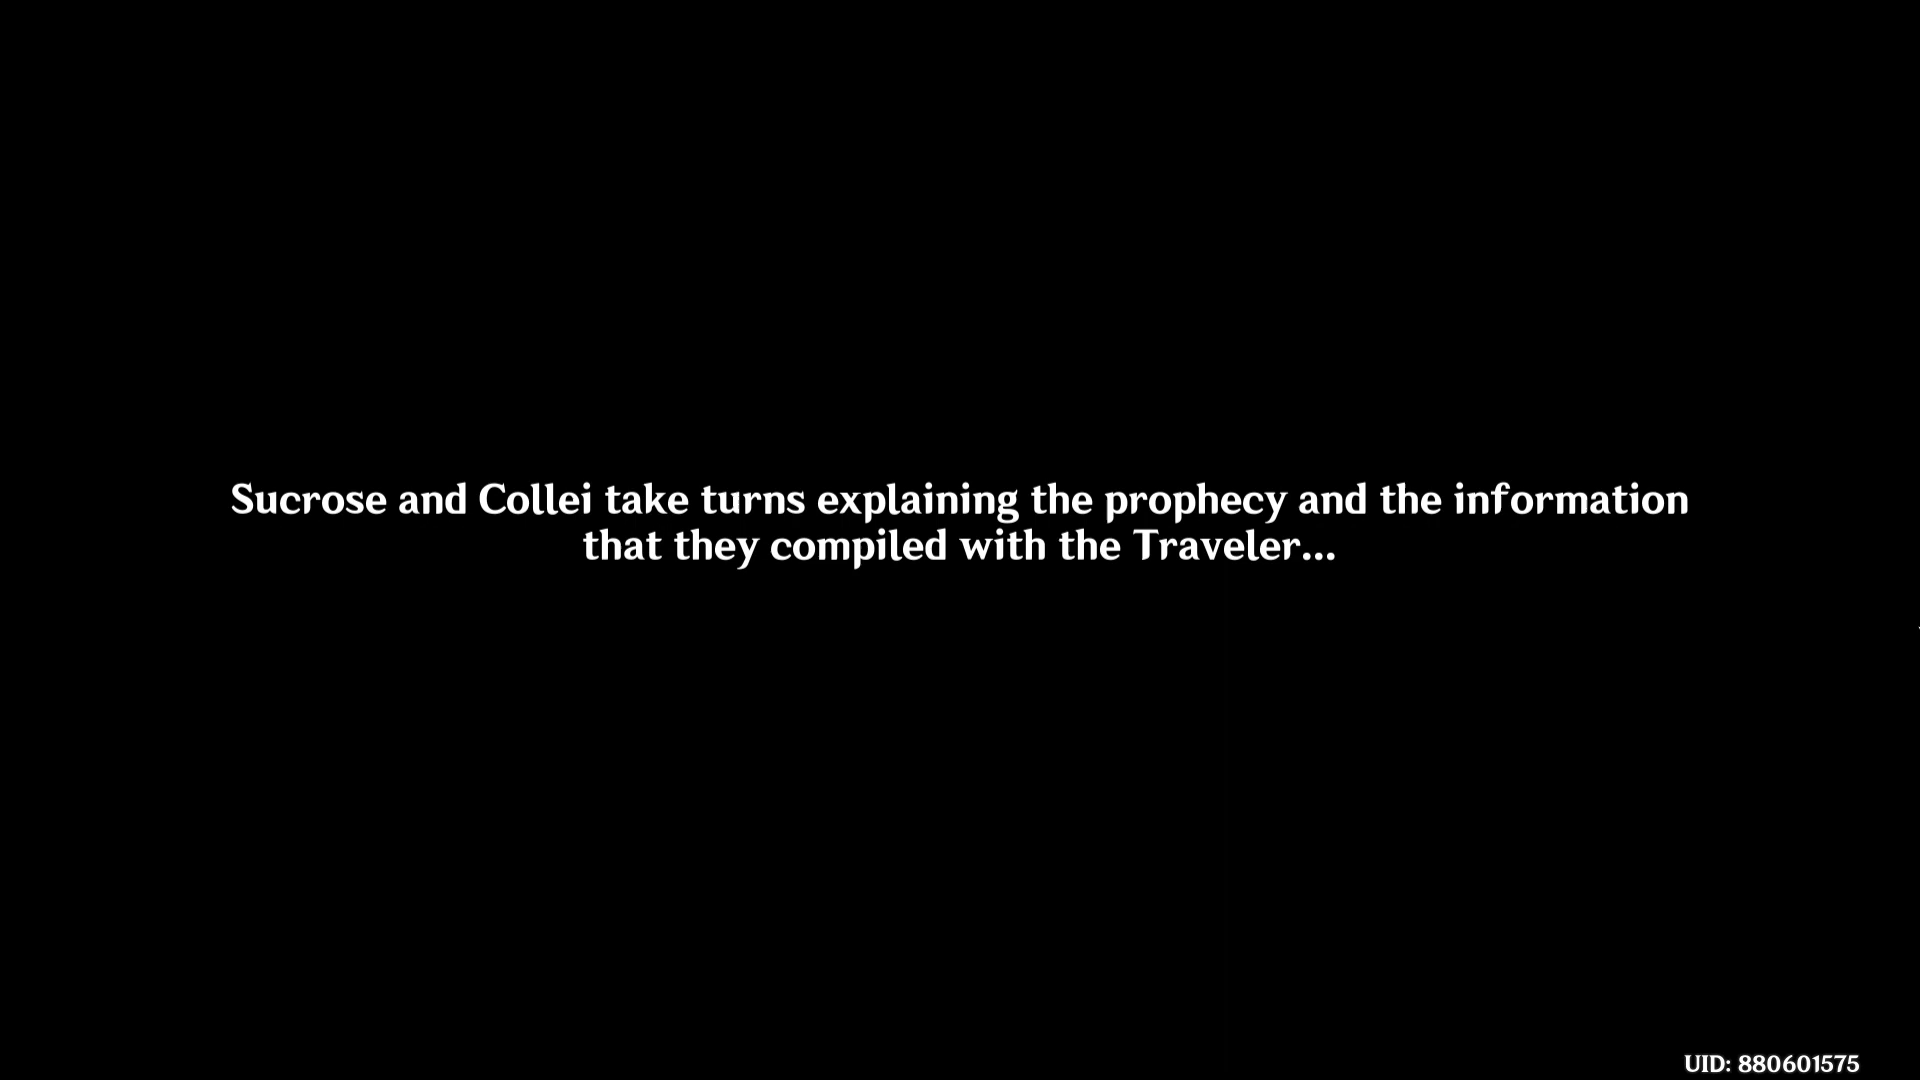 Sucrose and Collei take turns explaining the prophecy and the information
that they compiled with the Traveler...
UID: 880601575